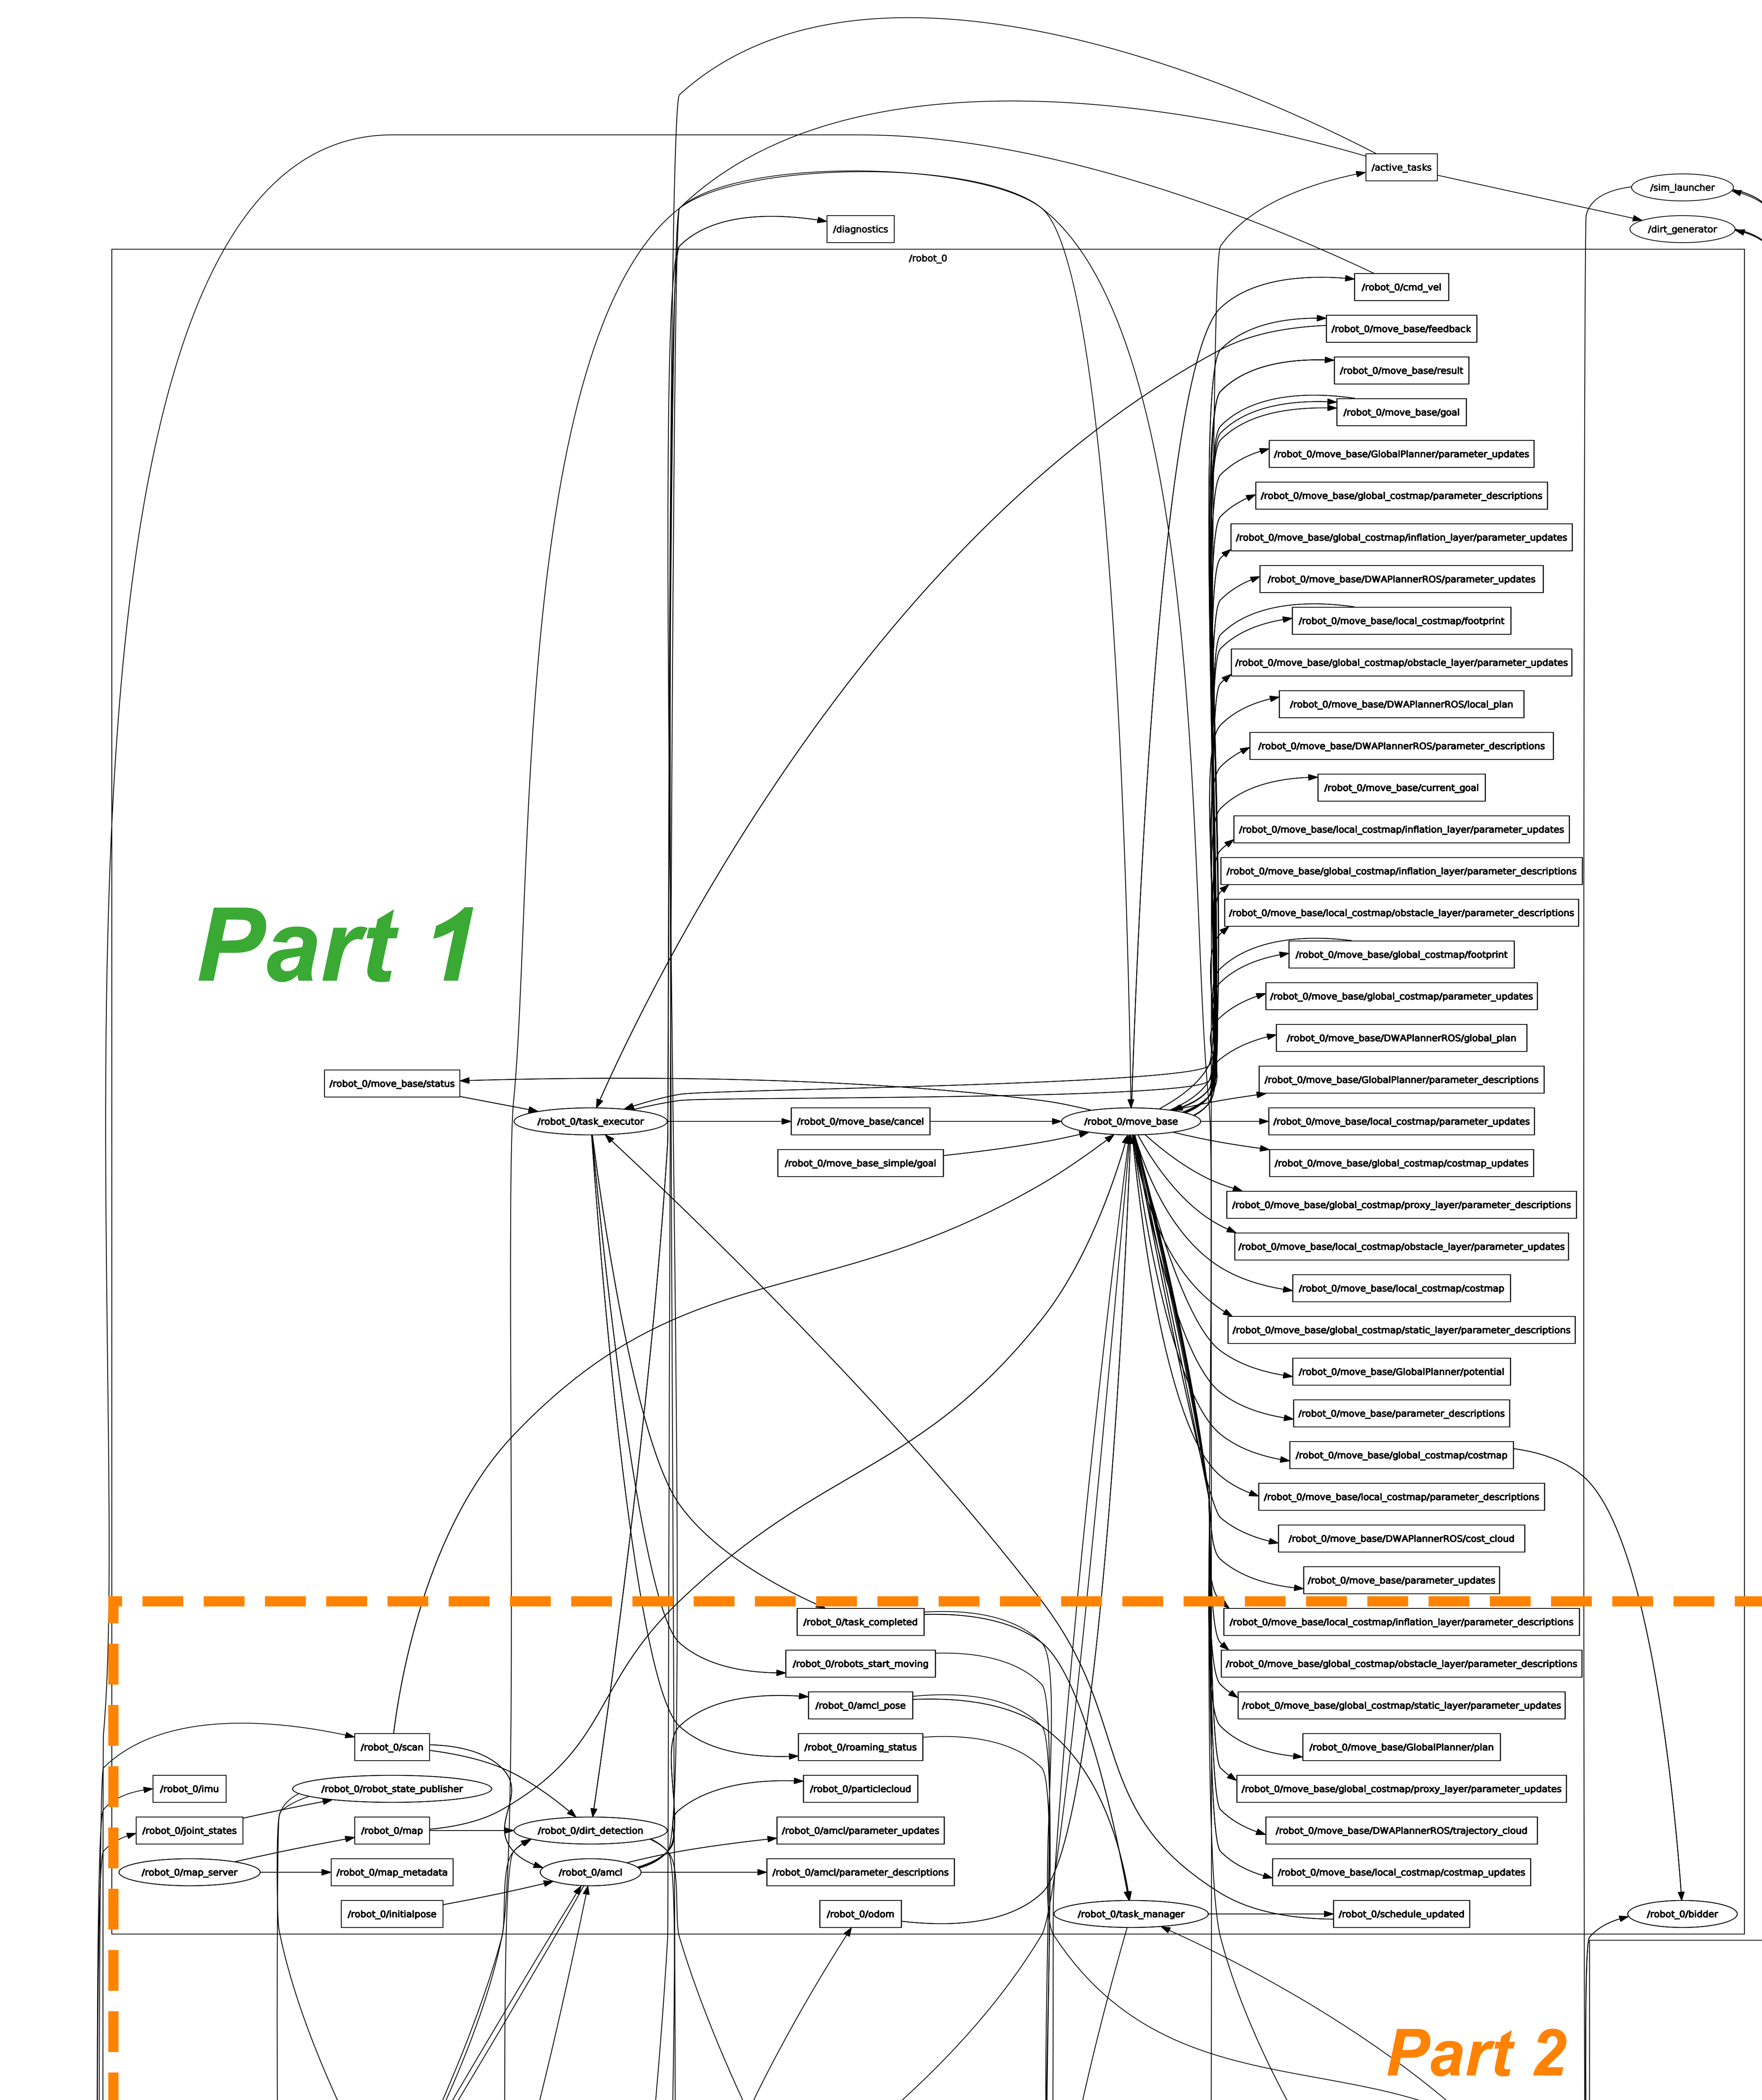 /active_tasks
/sim_launcher
/dirt_generator
/diagnostics
/robot_0
/robot_0/cmd_vel
/robot_0/move_base/feedback
/robot_0/move_base/result
/robot_0/move_base/goal
/robot_0/move_base/GlobalPlanner/parameter_updates
/robot_0/move_base/global_costmap/parameter_descriptions
/robot_0/move_base/global_costmap/inflation_layer/parameter_updates
/robot_0/move_base/DWAPlannerROS/parameter_updates
/robot_0/move_base/local_costmap/footprint
/robot_0/move_base/global_costmap/obstacle_layer/parameter_updates
/robot_0/move_base/DWAPlannerROS/local_plan
/robot_0/move_base/DWAPlannerROS/parameter_descriptions
/robot_0/move_base/current_goal
/robot_0/move_base/local_costmap/inflation_layer/parameter_updates
/robot_0/move_base/global_costmap/inflation_layer/parameter_descriptions
/robot_0/move_base/local_costmap/obstacle_layer/parameter_descriptions
Part 1
/robot_0/move_base/global_costmap/footprint
/robot_0/move_base/global_costmap/parameter_updates
/robot_0/move_base/DWAPlannerROS/global_plan
/robot_0/move_base/status
/robot_0/move_base/GlobalPlanner/parameter_descriptions
/robot_0/task_executor
/robot_0/move_base/cancel
/robot_0/move_base
/robot_0/move_base/local_costmap/parameter_updates
/robot_0/move_base_simple/goal
/robot_0/move_base/global_costmap/costmap_updates
/robot_0/move_base/global_costmap/proxy_layer/parameter_descriptions
/robot_0/move_base/local_costmap/obstacle_layer/parameter_updates
/robot_0/move_base/local_costmap/costmap
/robot_0/move_base/global_costmap/static_layer/parameter_descriptions
/robot_0/move_base/GlobalPlanner/potential
/robot_0/move_base/parameter_descriptions
/robot_0/move_base/global_costmap/costmap
/robot_0/move_base/local_costmap/parameter_descriptions
/robot_0/move_base/DWAPlannerROS/cost_cloud
/robot_0/move_base/parameter_updates
/robot_0/task_completed
/robot_0/move_base/local_costmap/inflation_layer/parameter_descriptions
/robot_0/robots_start_moving
/robot_0/move_base/global_costmap/obstacle_layer/parameter_descriptions
/robot_0/amcl_pose
/robot_0/move_base/global_costmap/static_layer/parameter_updates
/robot_0/scan
/robot_0/roaming_status
/robot_0/move_base/GlobalPlanner/plan
/robot_0/imu
/robot_0/robot_state_publisher
/robot_0/particlecloud
/robot_0/move_base/global_costmap/proxy_layer/parameter_updates
/robot_0/joint_states
/robot_0/map
/robot_0/dirt_detection
/robot_0/amcl/parameter_updates
/robot_0/move_base/DWAPlannerROS/trajectory_cloud
/robot_0/map_server
/robot_0/map_metadata
/robot_0/amcl
/robot_0/amcl/parameter_descriptions
/robot_0/move_base/local_costmap/costmap_updates
/robot_0/initialpose
/robot_0/odom
/robot_0/task_manager
/robot_0/schedule_updated
/robot_0/bidder
Part 2